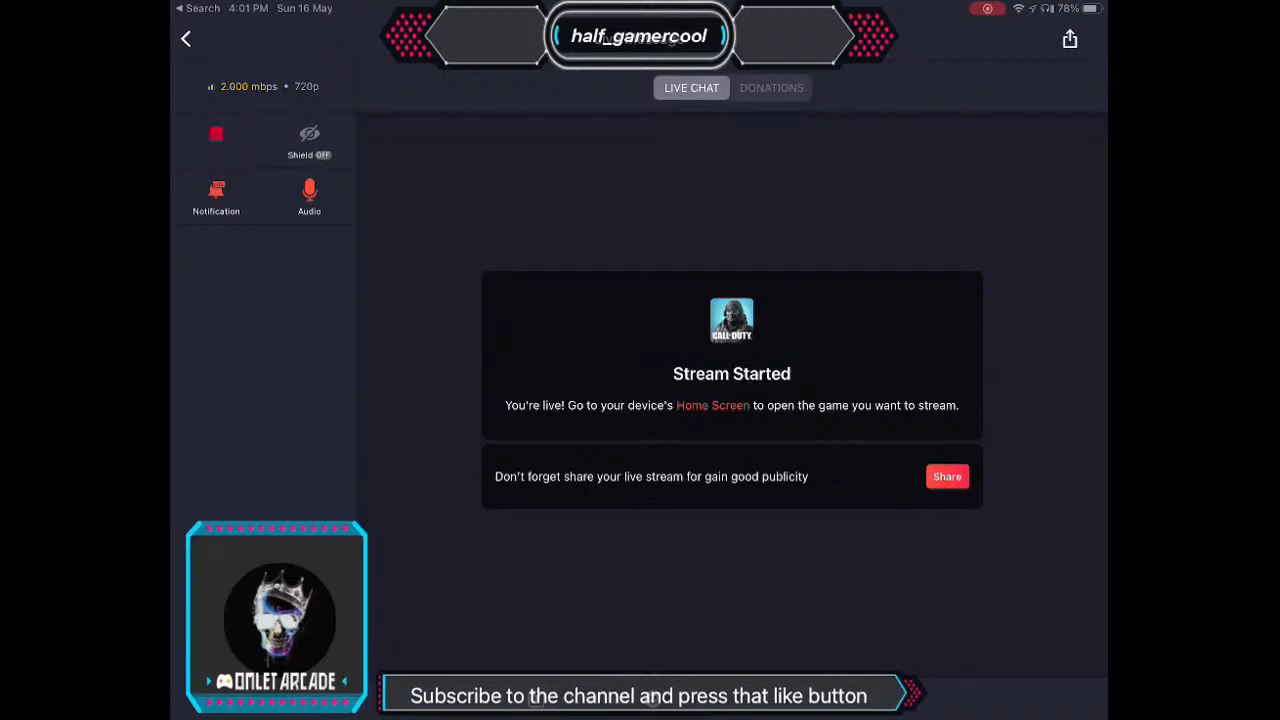 Search 4:01 PM Sun 16 May
78%
half_gamercool
LIVE CHAT DONATIONS
2.000 mbps • 720p
Shield OFF
Notification Audio
CALL·DUTY
Stream Started
You're live! Go to your device's Home Screen to open the game you want to stream.
Don't forget share your live stream for gain good publicity
Share
OMLET ARCADE
Subscribe to the channel and press that like button